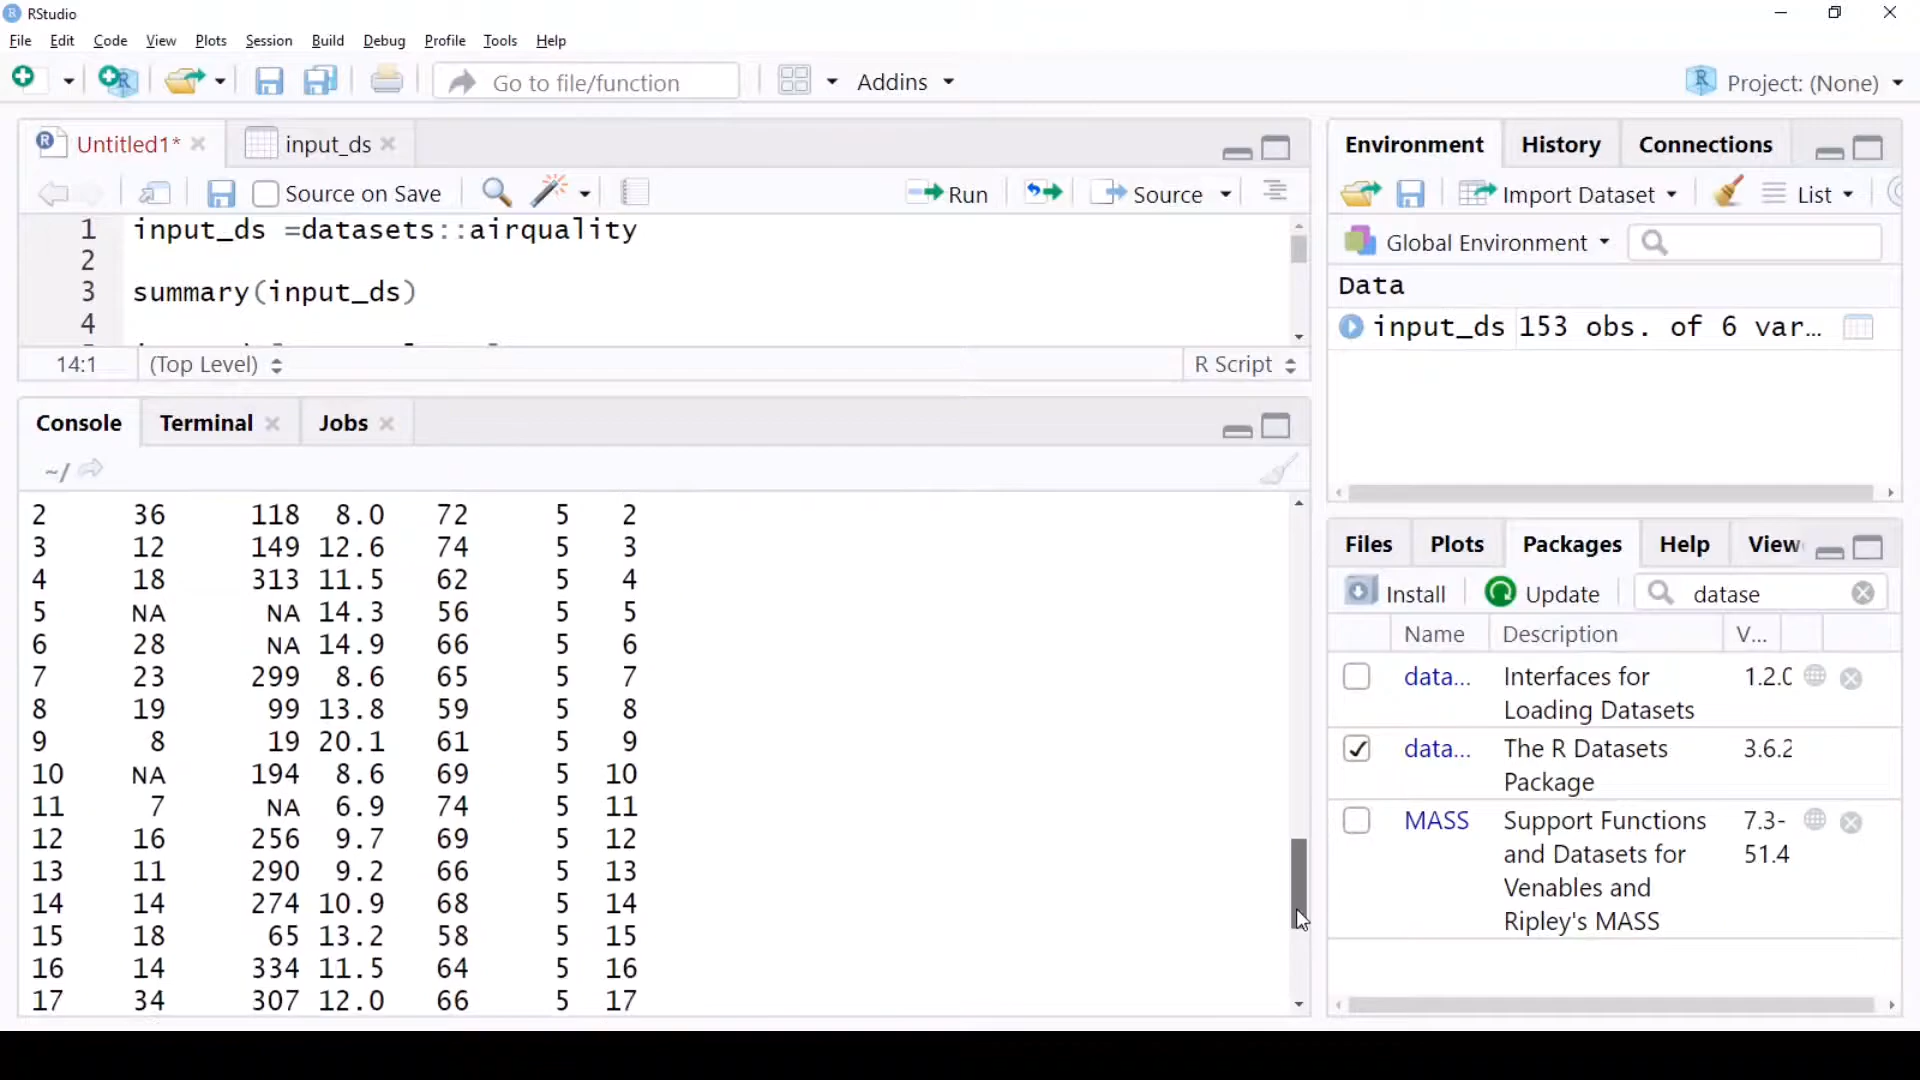 RStudio
File Edit Code View Plots Session Build Debug Profile Tools Help
Go to file/function Addins Project: (None)
Untitled1* input_ds
Source on Save Run Source
1 input_ds =datasets::airquality
2
3 summary(input_ds)
4
14:1 (Top Level) R Script
Console Terminal Jobs
~/
2 36 118 8.0 72 5 2
3 12 149 12.6 74 5 3
4 18 313 11.5 62 5 4
5 NA NA 14.3 56 5 5
6 28 NA 14.9 66 5 6
7 23 299 8.6 65 5 7
8 19 99 13.8 59 5 8
9 8 19 20.1 61 5 9
10 NA 194 8.6 69 5 10
11 7 NA 6.9 74 5 11
12 16 256 9.7 69 5 12
13 11 290 9.2 66 5 13
14 14 274 10.9 68 5 14
15 18 65 13.2 58 5 15
16 14 334 11.5 64 5 16
17 34 307 12.0 66 5 17
Environment History Connections
Import Dataset List
Global Environment
Data
input_ds 153 obs. of 6 var...
Files Plots Packages Help View
Install Update datase
Name Description V...
data... Interfaces for 1.2.0
Loading Datasets
data... The R Datasets 3.6.2
Package
MASS Support Functions 7.3-
and Datasets for 51.4
Venables and
Ripley's MASS